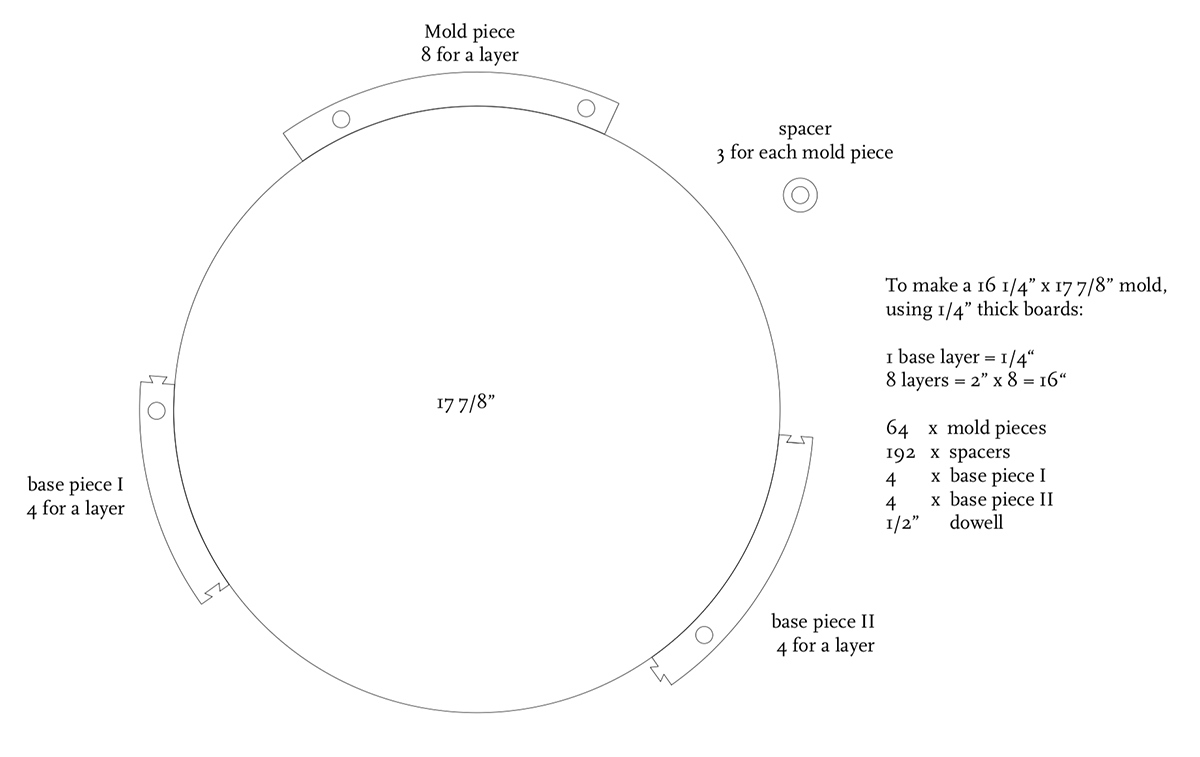 Mold piece
8 for a layer
spacer
3 for each mold piece
To make a 16 1/4” x 17 7/8” mold,
using 1/4” thick boards:
1 base layer = 1/4“
8 layers = 2” x 8 = 16“
17 7/8”
64 x mold pieces
192 x spacers
4 x base piece I
4 x base piece II
1/2” dowell
base piece I
4 for a layer
base piece II
4 for a layer